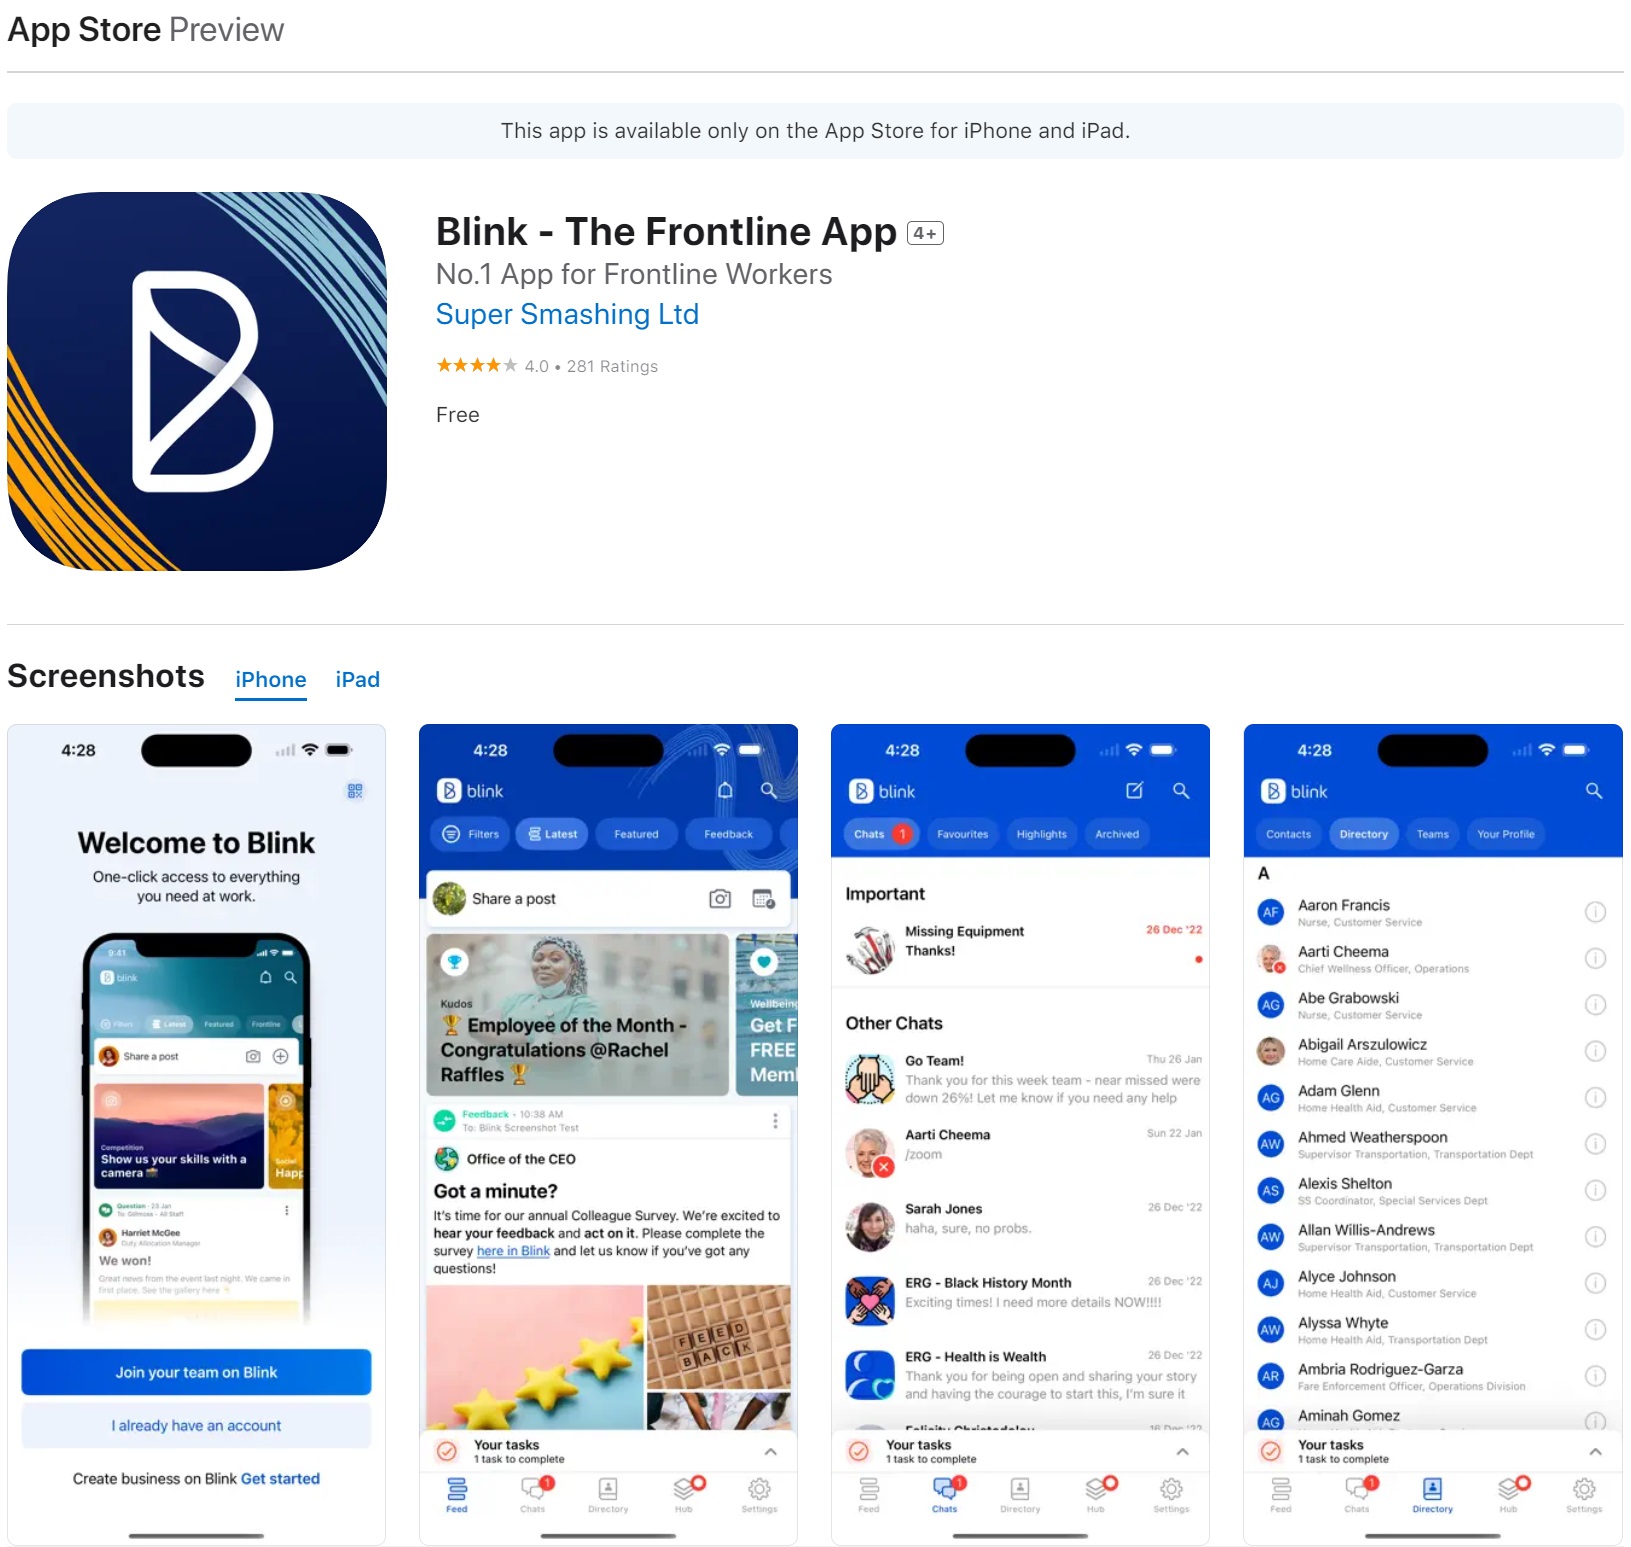 App Store Preview
This app is available only on the App Store for iPhone and iPad.
Blink - The Frontline App 4+
No.1 App for Frontline Workers
Super Smashing Ltd
4.0 • 281 Ratings
Free
Screenshots iPhone iPad
4:28
Welcome to Blink
One-click access to everything
you need at work.
9:41
blink
Filters Latest Featured Frontline
Share a post
Competition
Show us your skills with a
camera
Social
Happ
Question · 23 Jan
To: Gillmoss - All Staff
Harriet McGee
Duty Allocation Manager
We won!
Great news from the event last night. We came in
first place. See the gallery here
Join your team on Blink
I already have an account
Create business on Blink Get started
4:28
blink
Filters Latest Featured Feedback
Share a post
Kudos
🏆 Employee of the Month -
Congratulations @Rachel
Raffles 🏆
Wellbeing
Get F
FREE
Meml
Feedback · 10:38 AM
To: Blink Screenshot Test
Office of the CEO
Got a minute?
It's time for our annual Colleague Survey. We're excited to
hear your feedback and act on it. Please complete the
survey here in Blink and let us know if you've got any
questions!
FEED
BACK
Your tasks
1 task to complete
Feed Chats 1 Directory Hub Settings
4:28
blink
Chats 1 Favourites Highlights Archived
Important
Missing Equipment 26 Dec '22
Thanks!
Other Chats
Go Team! Thu 26 Jan
Thank you for this week team - near missed were
down 26%! Let me know if you need any help
Aarti Cheema Sun 22 Jan
/zoom
Sarah Jones 26 Dec '22
haha, sure, no probs.
ERG - Black History Month 26 Dec '22
Exciting times! I need more details NOW!!!!
ERG - Health is Wealth 26 Dec '22
Thank you for being open and sharing your story
and having the courage to start this, I'm sure it
Your tasks
1 task to complete
Feed Chats 1 Directory Hub Settings
4:28
blink
Contacts Directory Teams Your Profile
A
AF Aaron Francis
Nurse, Customer Service
Aarti Cheema
Chief Wellness Officer, Operations
AG Abe Grabowski
Nurse, Customer Service
Abigail Arszulowicz
Home Care Aide, Customer Service
AG Adam Glenn
Home Health Aid, Customer Service
AW Ahmed Weatherspoon
Supervisor Transportation, Transportation Dept
AS Alexis Shelton
SS Coordinator, Special Services Dept
AW Allan Willis-Andrews
Supervisor Transportation, Transportation Dept
AJ Alyce Johnson
Home Health Aid, Customer Service
AW Alyssa Whyte
Home Health Aid, Transportation Dept
AR Ambria Rodriguez-Garza
Fare Enforcement Officer, Operations Division
AG Aminah Gomez
Your tasks
1 task to complete
Feed Chats 1 Directory Hub Settings